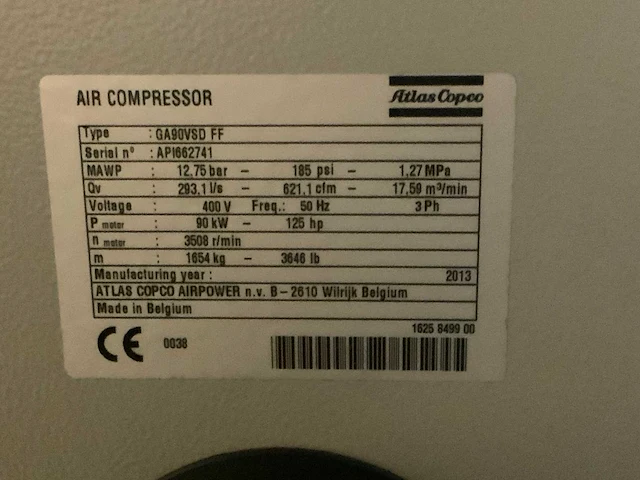 AIR COMPRESSOR
Atlas Copco
Type : GA90VSD FF
Serial n° : API662741
MAWP : 12,75 bar – 185 psi – 1,27 MPa
Qv : 293,1 l/s – 621,1 cfm – 17,59 m³/min
Voltage : 400 V Freq.: 50 Hz 3 Ph
P motor : 90 kW – 125 hp
n motor : 3508 r/min
m : 1654 kg – 3646 lb
Manufacturing year : 2013
ATLAS COPCO AIRPOWER n.v. B – 2610 Wilrijk Belgium
Made in Belgium
1625 8499 00
CE 0038